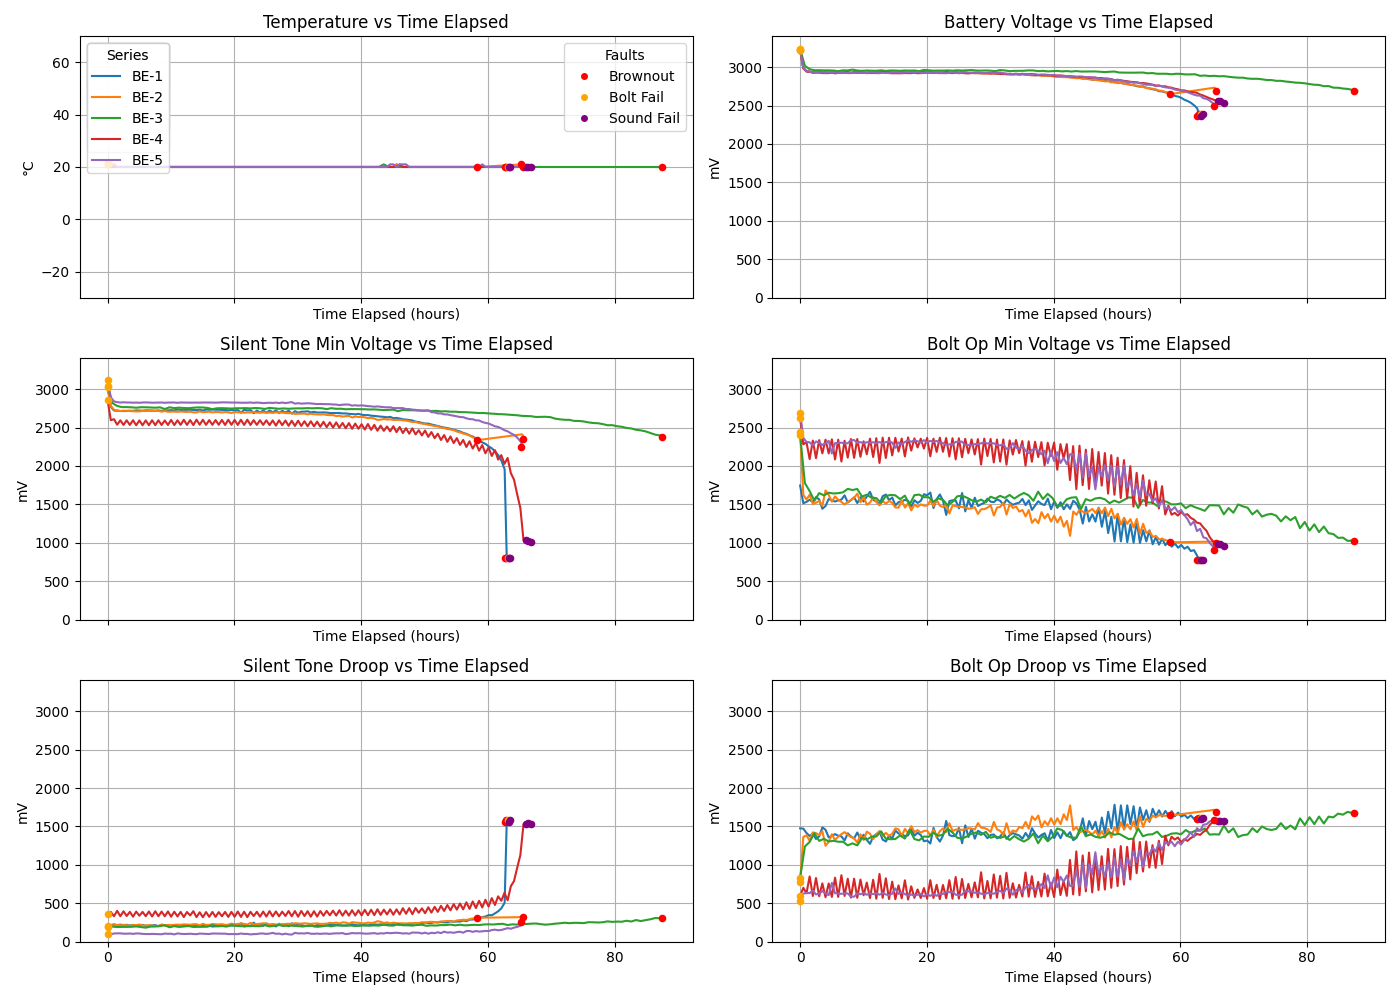 Temperature vs Time Elapsed
60
40
20
0
−20
°C
Series
BE-1
BE-2
BE-3
BE-4
BE-5
Faults
Brownout
Bolt Fail
Sound Fail
Time Elapsed (hours)
Battery Voltage vs Time Elapsed
3000
2500
2000
1500
1000
500
0
mV
Time Elapsed (hours)
Silent Tone Min Voltage vs Time Elapsed
3000
2500
2000
1500
1000
500
0
mV
Time Elapsed (hours)
Bolt Op Min Voltage vs Time Elapsed
3000
2500
2000
1500
1000
500
0
mV
Time Elapsed (hours)
Silent Tone Droop vs Time Elapsed
3000
2500
2000
1500
1000
500
0
mV
0 20 40 60 80
Time Elapsed (hours)
Bolt Op Droop vs Time Elapsed
3000
2500
2000
1500
1000
500
0
mV
0 20 40 60 80
Time Elapsed (hours)